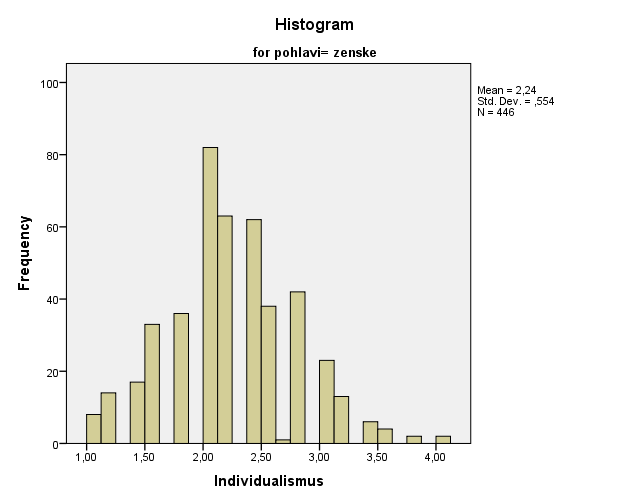 Histogram
for pohlavi= zenske
Mean = 2,24
Std. Dev. = ,554
N = 446
100
80
60
40
20
0
Frequency
1,00 1,50 2,00 2,50 3,00 3,50 4,00
Individualismus